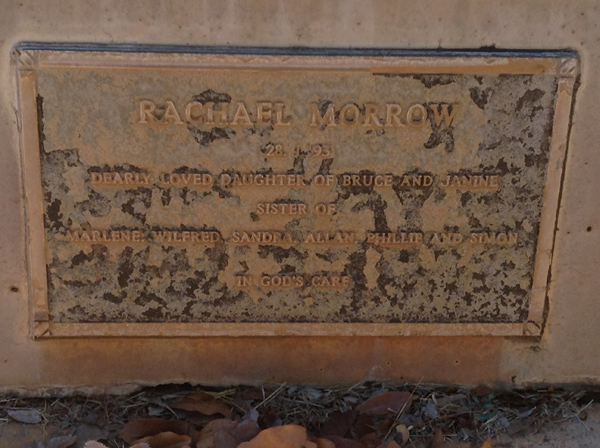 RACHAEL MORROW
28. 4. 93
DEARLY LOVED DAUGHTER OF BRUCE AND JANINE
SISTER OF
MARLENE, WILFRED, SANDRA, ALLAN, PHILLIP AND SIMON
IN GOD'S CARE